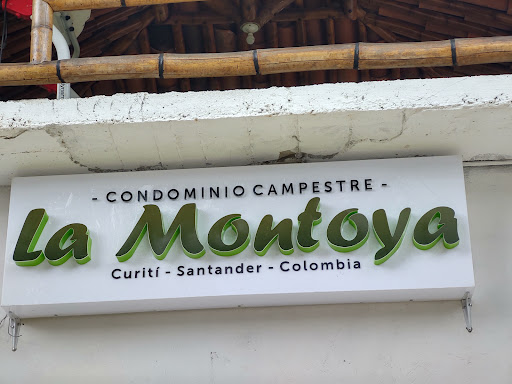 - CONDOMINIO CAMPESTRE -
La Montoya
Curití - Santander - Colombia